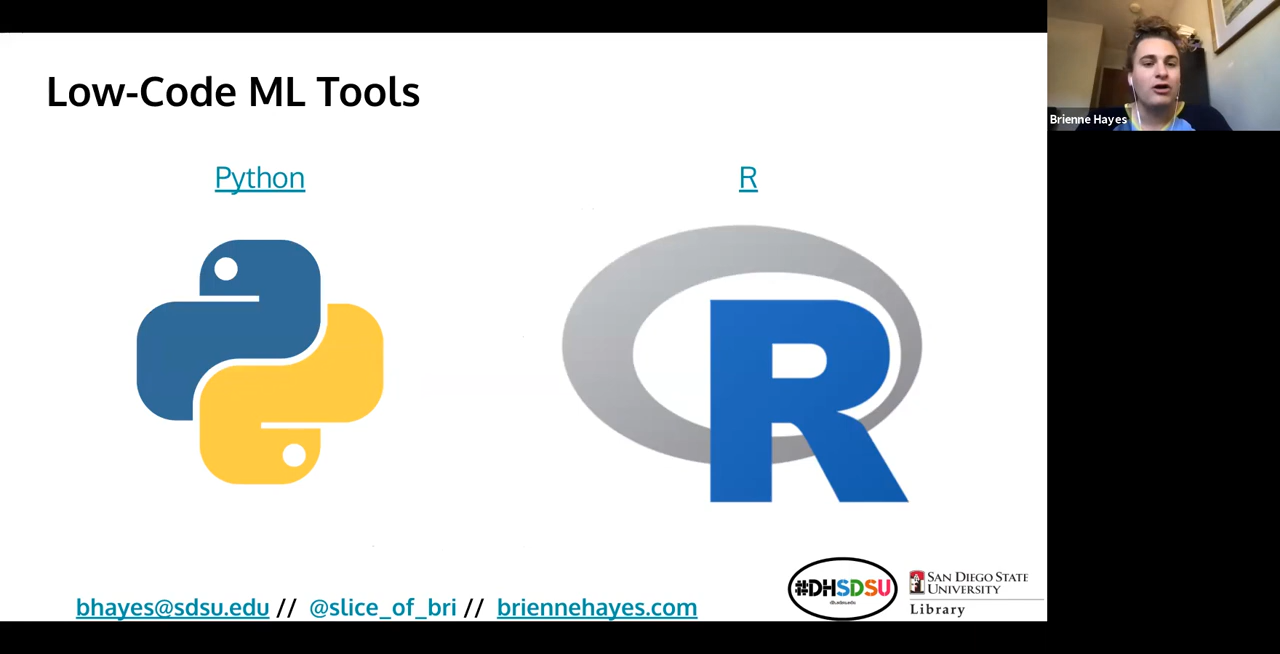 Low-Code ML Tools
Python
R
R
bhayes@sdsu.edu // @slice_of_bri // briennehayes.com
#DHSDSU
SAN DIEGO STATE
UNIVERSITY
Library
Brienne Hayes